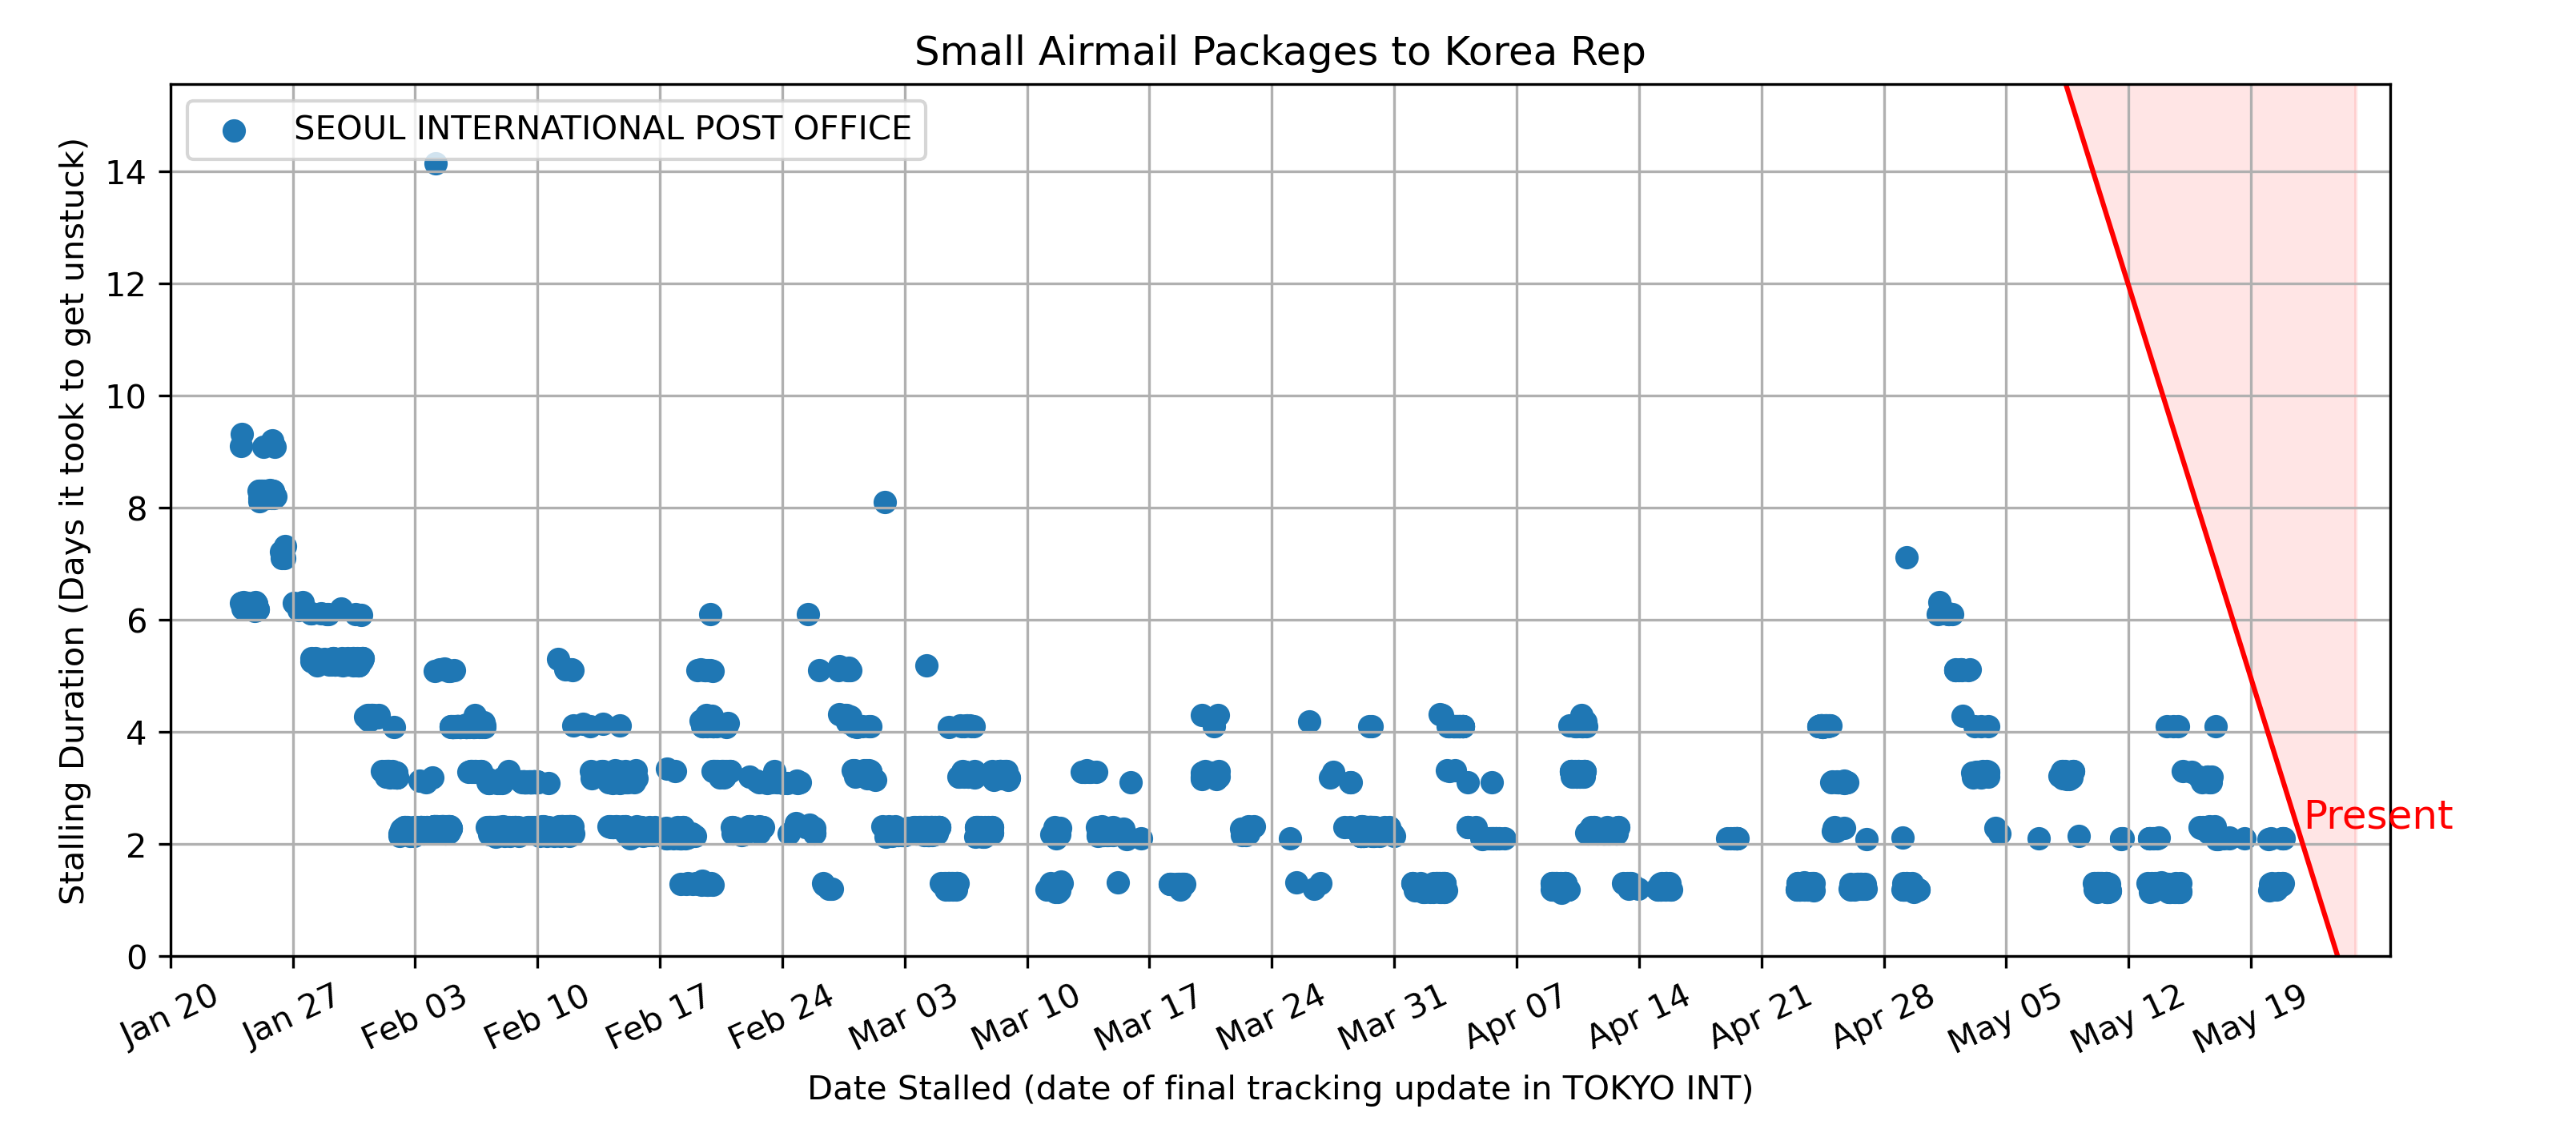 Small Airmail Packages to Korea Rep
SEOUL INTERNATIONAL POST OFFICE
Stalling Duration (Days it took to get unstuck)
14
12
10
8
6
4
2
0
Present
Jan 20
Jan 27
Feb 03
Feb 10
Feb 17
Feb 24
Mar 03
Mar 10
Mar 17
Mar 24
Mar 31
Apr 07
Apr 14
Apr 21
Apr 28
May 05
May 12
May 19
Date Stalled (date of final tracking update in TOKYO INT)